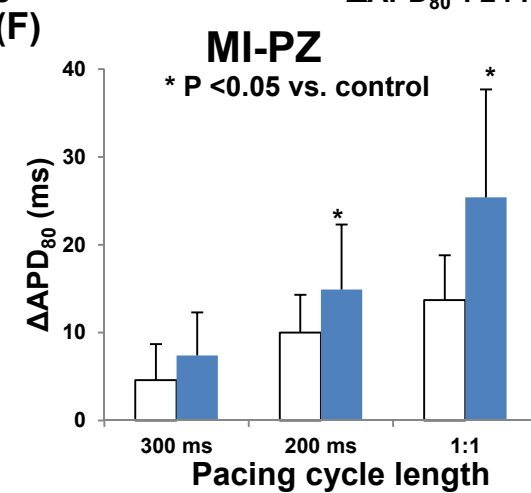 (F)
MI-PZ
* P <0.05 vs. control
40
30
20
10
0
ΔAPD80 (ms)
*
*
300 ms 200 ms 1:1
Pacing cycle length